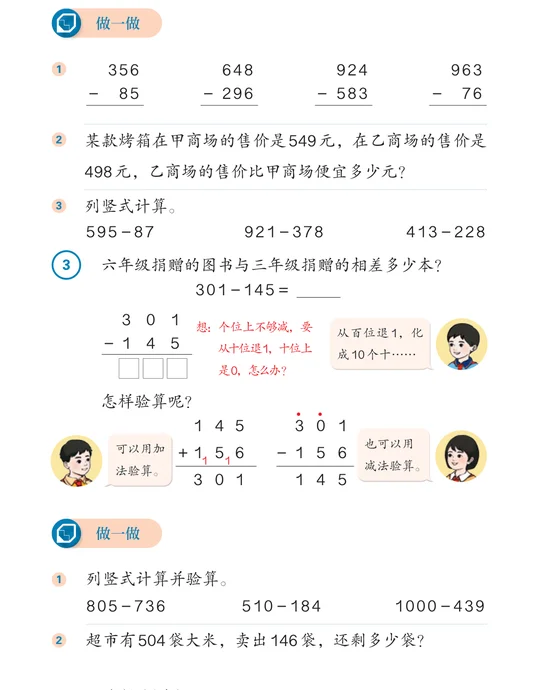 做一做
1 356 648 924 963
－ 85 － 296 － 583 － 76
2 某款烤箱在甲商场的售价是549元，在乙商场的售价是
498元，乙商场的售价比甲商场便宜多少元？
3 列竖式计算。
595－87 921－378 413－228
3 六年级捐赠的图书与三年级捐赠的相差多少本？
301－145＝
3 0 1
－1 4 5
想：个位上不够减，要
从十位退1，十位上
是0，怎么办？
从百位退1，化
成10个十……
怎样验算呢？
可以用加
法验算。
1 4 5
＋1 5 6
1 1
3 0 1
3 0 1
－1 5 6
1 4 5
也可以用
减法验算。
做一做
1 列竖式计算并验算。
805－736 510－184 1000－439
2 超市有504袋大米，卖出146袋，还剩多少袋？